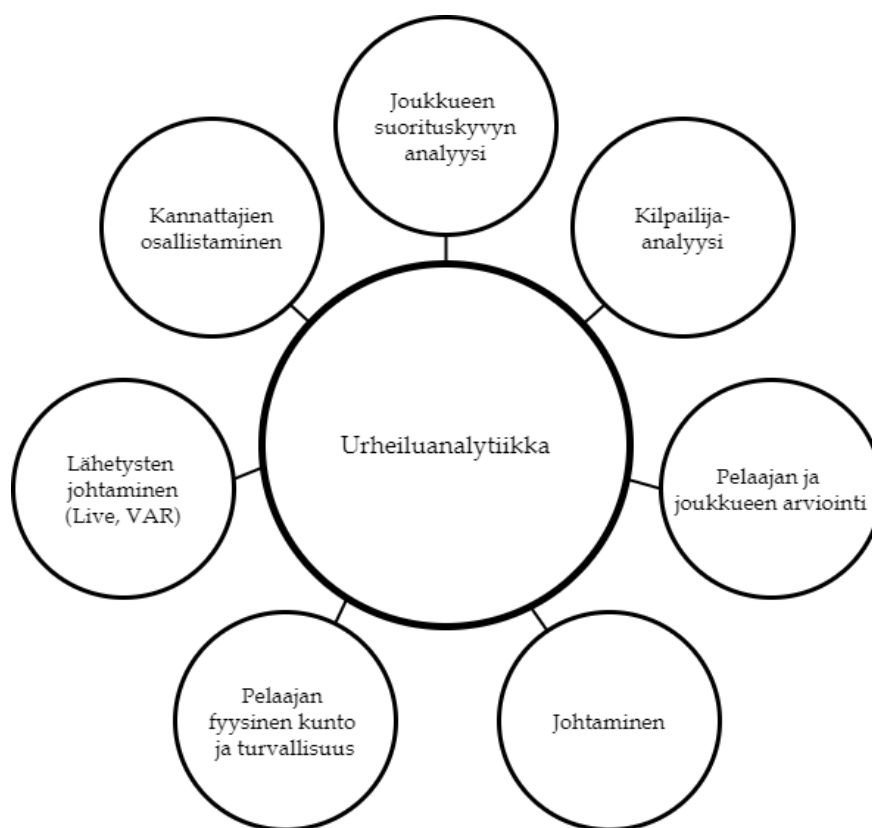 Joukkueen
suorituskyvyn
analyysi
Kilpailija-
analyysi
Pelaajan ja
joukkueen arviointi
Johtaminen
Pelaajan
fyysinen kunto
ja turvallisuus
Lähetysten
johtaminen
(Live, VAR)
Kannattajien
osallistaminen
Urheiluanalytiikka